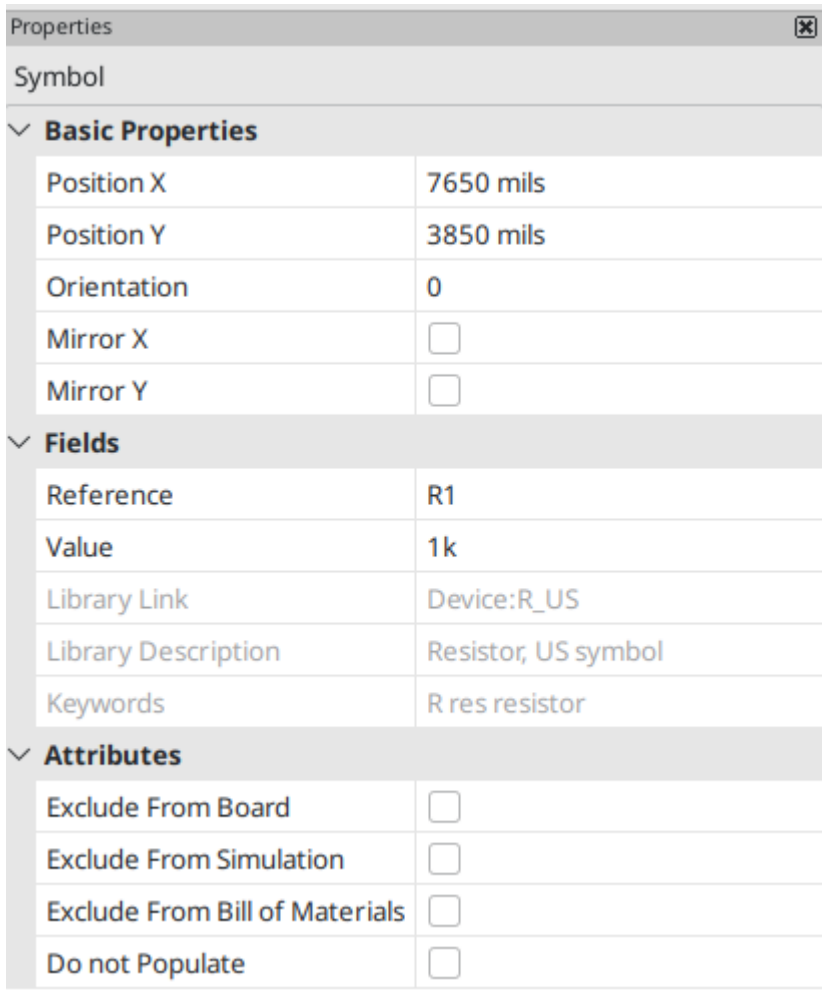 Properties
Symbol
Basic Properties
Position X 7650 mils
Position Y 3850 mils
Orientation 0
Mirror X
Mirror Y
Fields
Reference R1
Value 1k
Library Link Device:R_US
Library Description Resistor, US symbol
Keywords R res resistor
Attributes
Exclude From Board
Exclude From Simulation
Exclude From Bill of Materials
Do not Populate